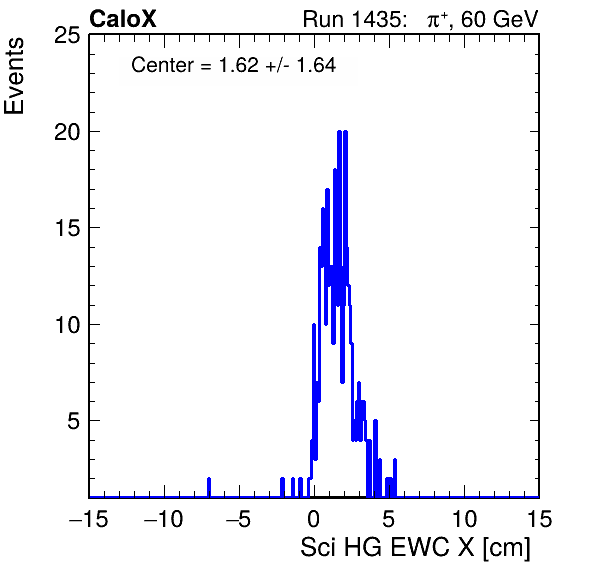 CaloX Run 1435: π⁺, 60 GeV
Events
Center = 1.62 +/- 1.64
25
20
15
10
5
−15 −10 −5 0 5 10 15
Sci HG EWC X [cm]